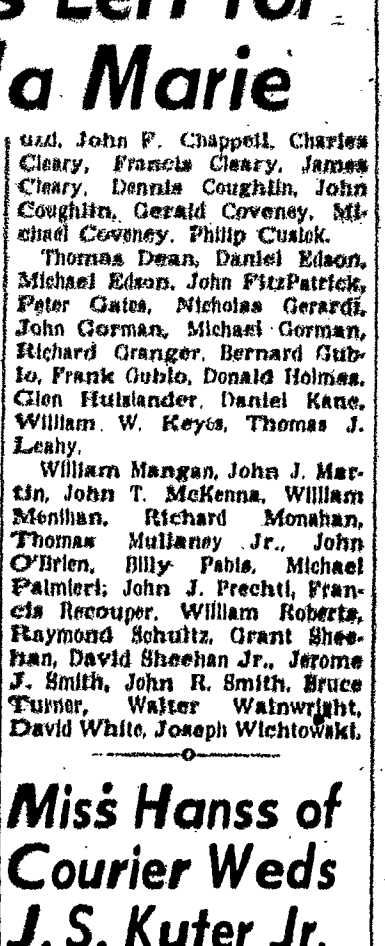 Left for
la Marie
uzzi, John F. Chappell, Charles
Cleary, Francis Cleary, James
Cleary, Dennis Coughlin, John
Coughlin, Gerald Coveney, Mi-
chael Coveney, Philip Cusick.
Thomas Dean, Daniel Edson,
Michael Edson, John FitzPatrick,
Peter Gates, Nicholas Gerardi,
John Gorman, Michael Gorman,
Richard Granger, Bernard Gub-
lo, Frank Gublo, Donald Holmes,
Glen Hulslander, Daniel Kane,
William W. Keyes, Thomas J.
Leahy.
William Mangan, John J. Mar-
tin, John T. McKenna, William
Menihan, Richard Monahan,
Thomas Mullaney Jr., John
O'Brien, Billy Pabis, Michael
Palmieri; John J. Prechtl, Fran-
cis Recouper, William Roberts,
Raymond Schultz, Grant Shee-
han, David Sheehan Jr., Jerome
J. Smith, John R. Smith, Bruce
Turner, Walter Wainwright,
David White, Joseph Wichtowski.
Miss Hanss of
Courier Weds
J. S. Kuter Jr.